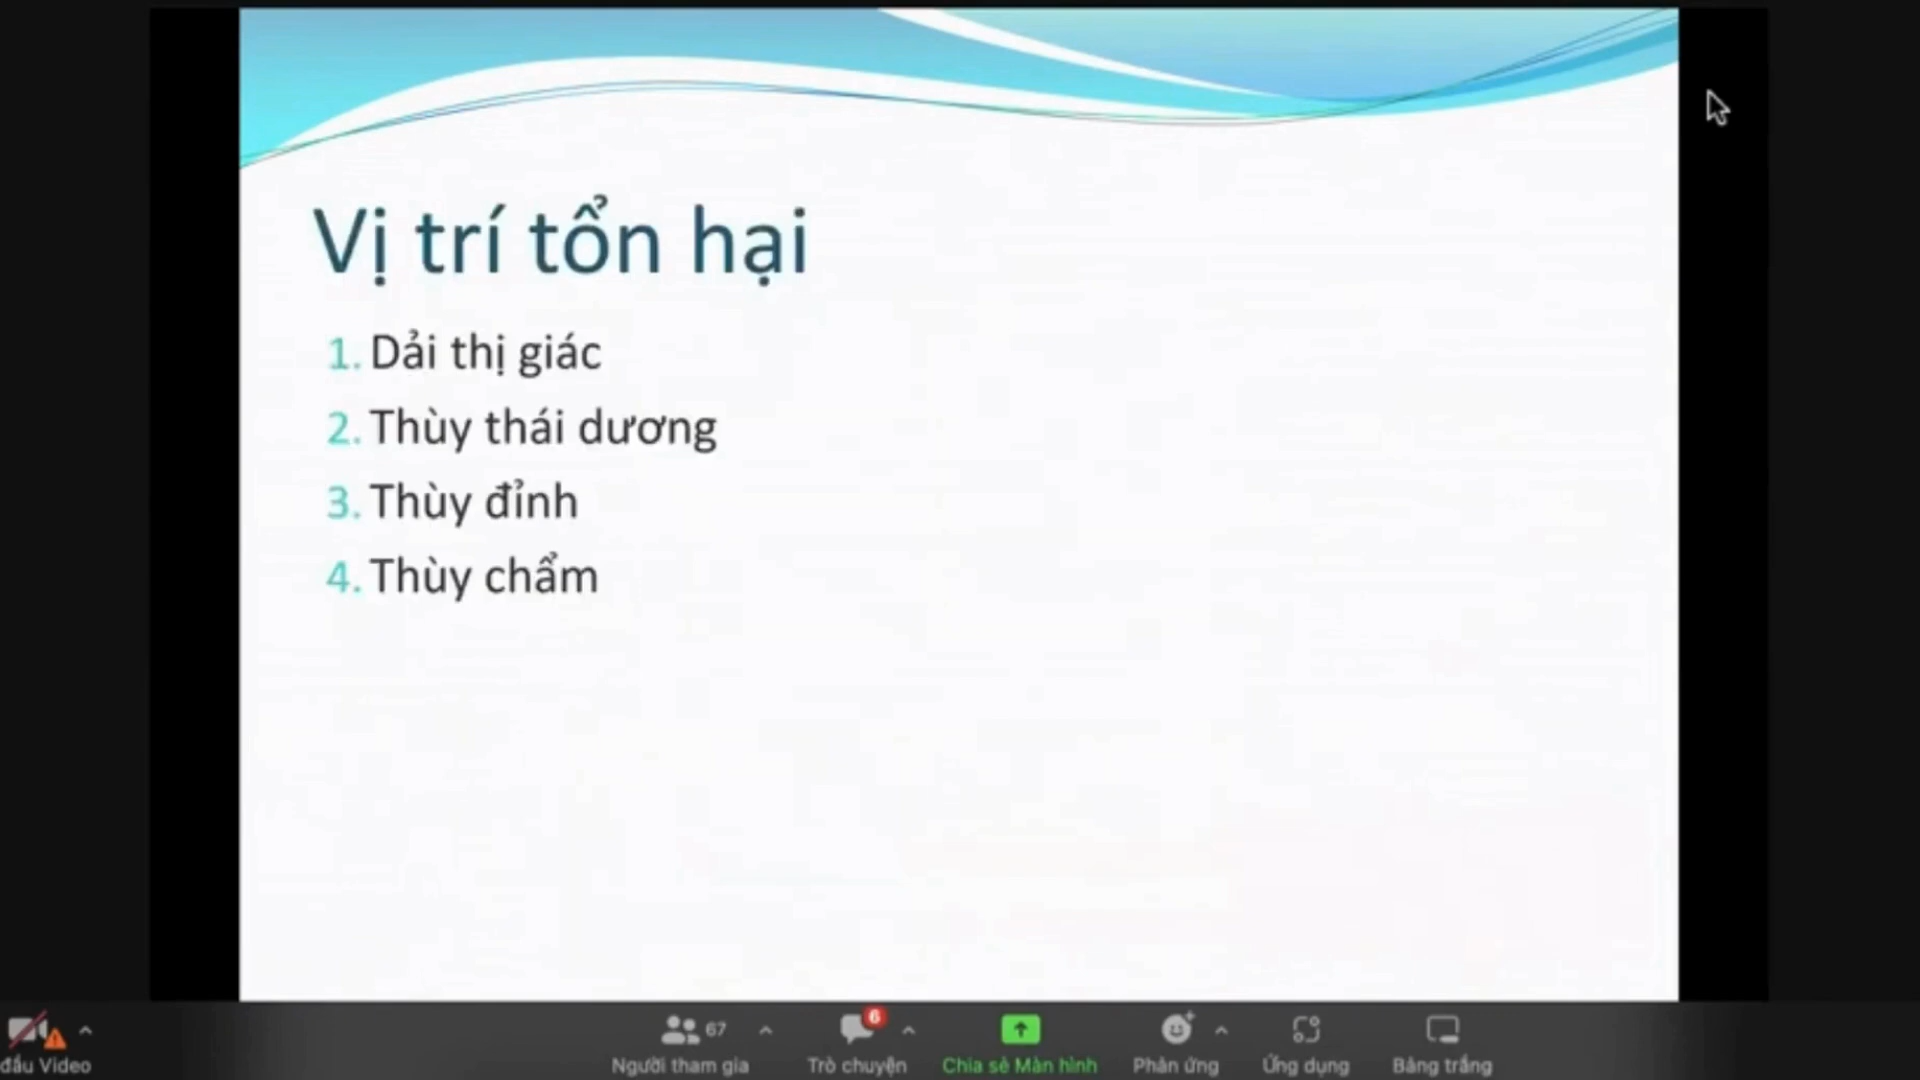 Vị trí tổn hại
1. Dải thị giác
2. Thùy thái dương
3. Thùy đỉnh
4. Thùy chẩm
67
6
đầu Video
Người tham gia
Trò chuyện
Chia sẻ Màn hình
Phản ứng
Ứng dụng
Bảng trắng